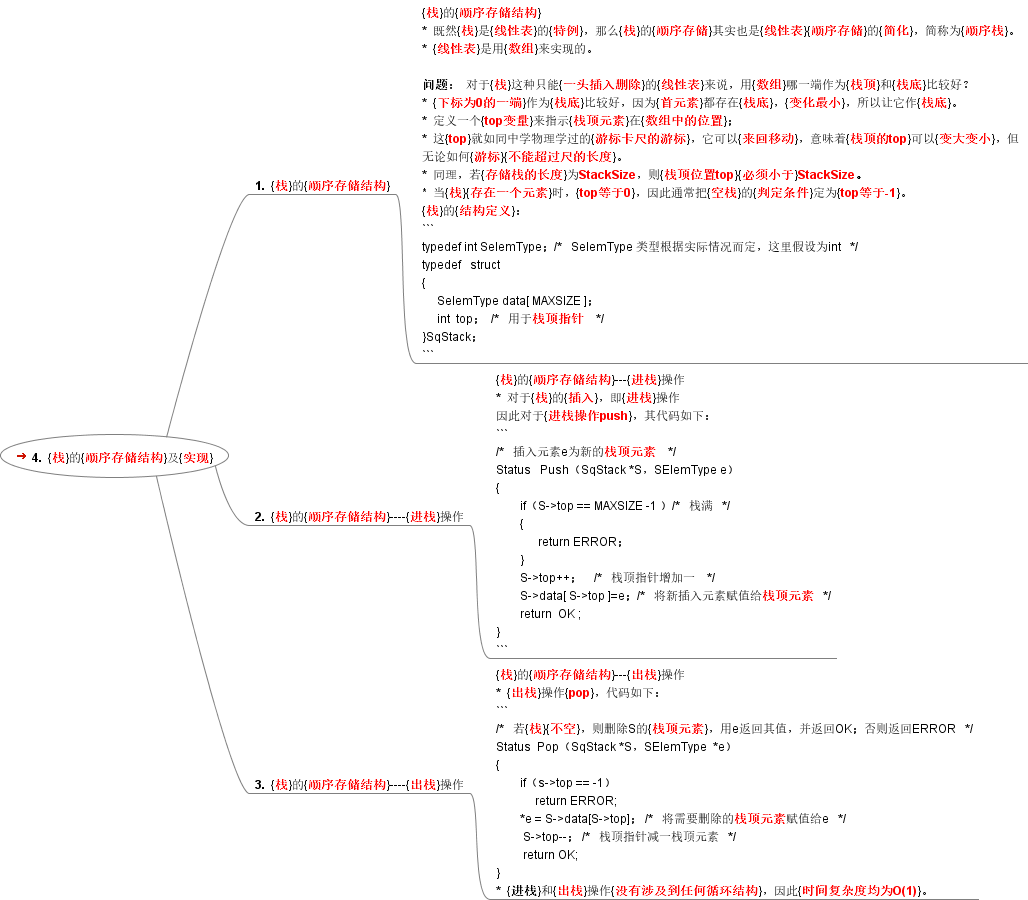 {栈}的{顺序存储结构}
* 既然{栈}是{线性表}的{特例}，那么{栈}的{顺序存储}其实也是{线性表}{顺序存储}的{简化}，简称为{顺序栈}。
* {线性表}是用{数组}来实现的。
问题： 对于{栈}这种只能{一头插入删除}的{线性表}来说，用{数组}哪一端作为{栈顶}和{栈底}比较好？
* {下标为0的一端}作为{栈底}比较好，因为{首元素}都存在{栈底}，{变化最小}，所以让它作{栈底}。
* 定义一个{top变量}来指示{栈顶元素}在{数组中的位置}；
* 这{top}就如同中学物理学过的{游标卡尺的游标}，它可以{来回移动}，意味着{栈顶的top}可以{变大变小}，但
无论如何{游标}{不能超过尺的长度}。
* 同理，若{存储栈的长度}为StackSize，则{栈顶位置top}{必须小于}StackSize。
* 当{栈}{存在一个元素}时，{top等于0}，因此通常把{空栈}的{判定条件}定为{top等于-1}。
{栈}的{结构定义}：
```
typedef int SelemType；/* SelemType 类型根据实际情况而定，这里假设为int */
typedef struct
{
SelemType data[ MAXSIZE ]；
int top； /* 用于栈顶指针 */
}SqStack；
```
1. {栈}的{顺序存储结构}
{栈}的{顺序存储结构}---{进栈}操作
* 对于{栈}的{插入}，即{进栈}操作
因此对于{进栈操作push}，其代码如下：
```
/* 插入元素e为新的栈顶元素 */
Status Push（SqStack *S，SElemType e）
{
if（S->top == MAXSIZE -1 ）/* 栈满 */
{
return ERROR；
}
S->top++； /* 栈顶指针增加一 */
S->data[ S->top ]=e；/* 将新插入元素赋值给栈顶元素 */
return OK ;
}
```
➔ 4. {栈}的{顺序存储结构}及{实现}
2. {栈}的{顺序存储结构}----{进栈}操作
{栈}的{顺序存储结构}---{出栈}操作
* {出栈}操作{pop}，代码如下：
```
/* 若{栈}{不空}，则删除S的{栈顶元素}，用e返回其值，并返回OK；否则返回ERROR */
Status Pop（SqStack *S，SElemType *e）
{
if（s->top == -1）
return ERROR;
*e = S->data[S->top]； /* 将需要删除的栈顶元素赋值给e */
S->top--； /* 栈顶指针减一栈顶元素 */
return OK;
}
* {进栈}和{出栈}操作{没有涉及到任何循环结构}，因此{时间复杂度均为O(1)}。
3. {栈}的{顺序存储结构}----{出栈}操作